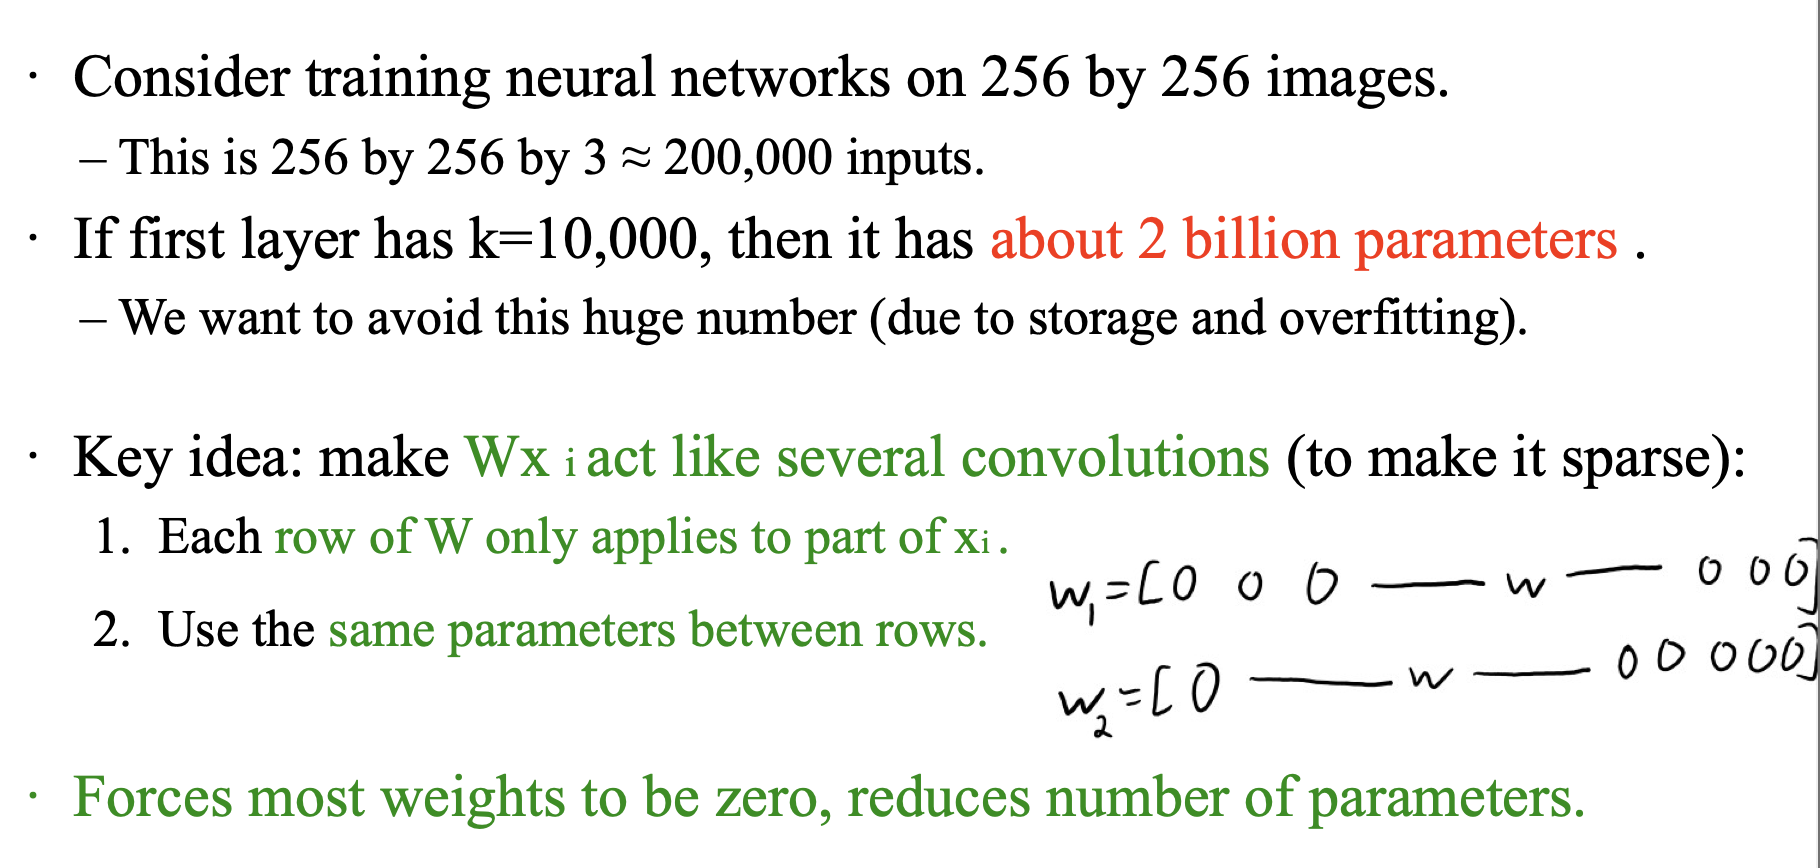 · Consider training neural networks on 256 by 256 images.
– This is 256 by 256 by 3 ≈ 200,000 inputs.
· If first layer has k=10,000, then it has about 2 billion parameters .
– We want to avoid this huge number (due to storage and overfitting).
· Key idea: make Wx i act like several convolutions (to make it sparse):
1. Each row of W only applies to part of xi .
2. Use the same parameters between rows.
w₁=[0 0 0 —— w —— 0 0 0]
w₂=[0 —— w —— 0 0 0 0 0]
· Forces most weights to be zero, reduces number of parameters.